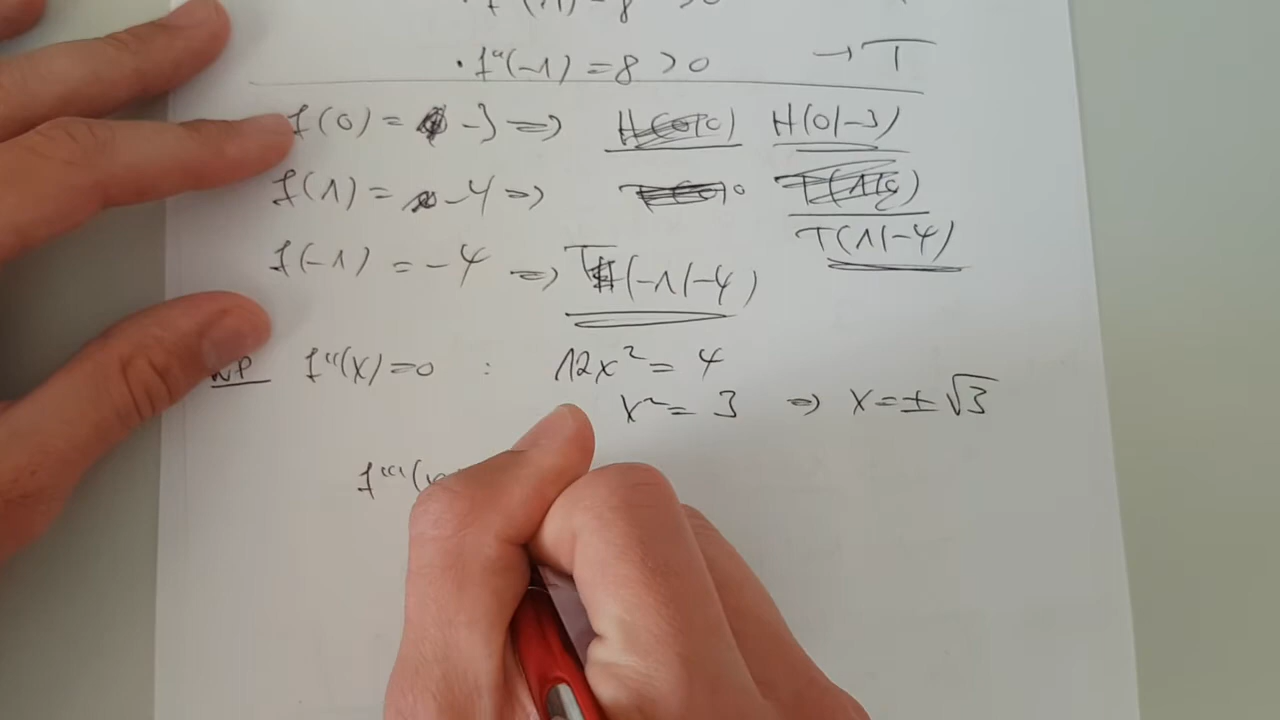 · f''(-1) = 8 > 0 → T
f(0) = -3 => H(0|-3)
f(1) = -4 =>
T(1|-4)
f(-1) = -4 => T(-1|-4)
WP f''(x) = 0 : 12x² = 4
x² = 3 => x = ± √3
f'''(